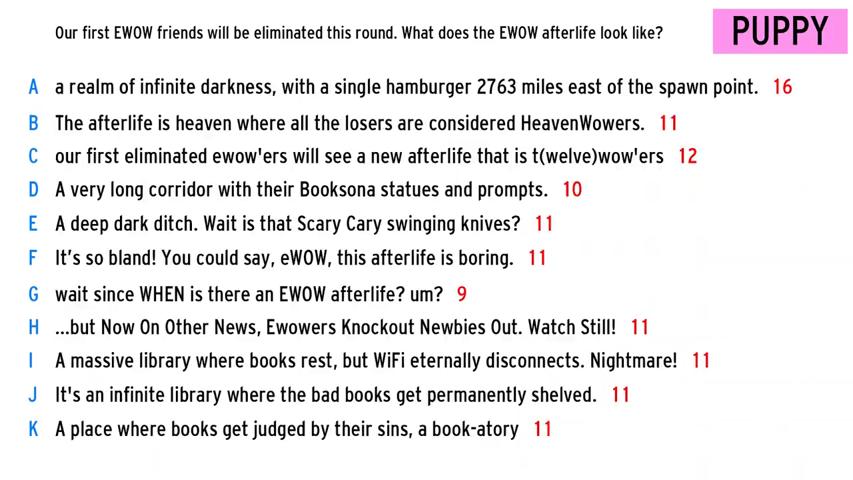 Our first EWOW friends will be eliminated this round. What does the EWOW afterlife look like?
PUPPY
A a realm of infinite darkness, with a single hamburger 2763 miles east of the spawn point. 16
B The afterlife is heaven where all the losers are considered HeavenWowers. 11
C our first eliminated ewow'ers will see a new afterlife that is t(welve)wow'ers 12
D A very long corridor with their Booksona statues and prompts. 10
E A deep dark ditch. Wait is that Scary Cary swinging knives? 11
F It's so bland! You could say, eWOW, this afterlife is boring. 11
G wait since WHEN is there an EWOW afterlife? um? 9
H ...but Now On Other News, Ewowers Knockout Newbies Out. Watch Still! 11
I A massive library where books rest, but WiFi eternally disconnects. Nightmare! 11
J It's an infinite library where the bad books get permanently shelved. 11
K A place where books get judged by their sins, a book-atory 11